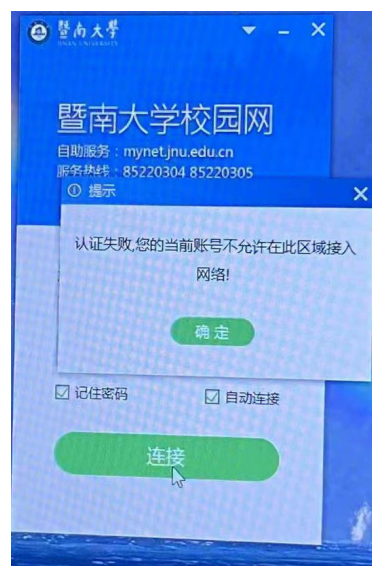 暨南大学
JINAN UNIVERSITY
暨南大学校园网
自助服务：mynet.jnu.edu.cn
服务热线：85220304 85220305
提示
认证失败,您的当前账号不允许在此区域接入
网络!
确定
记住密码
自动连接
连接